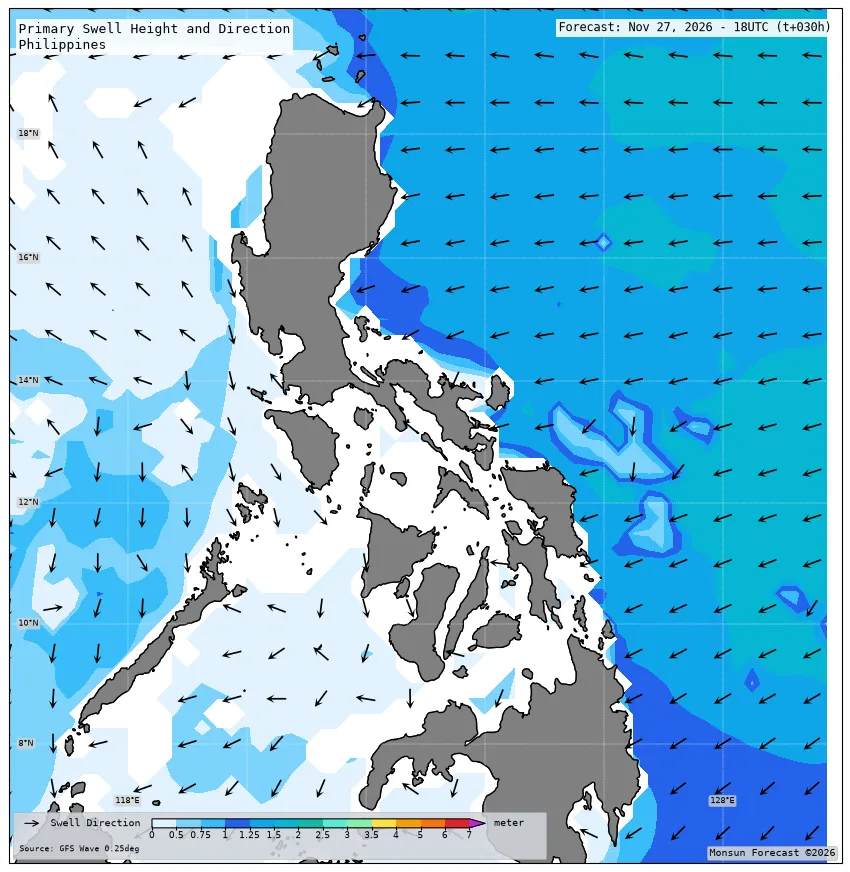 Primary Swell Height and Direction
Philippines
Forecast: Nov 27, 2026 - 18UTC (t+030h)
18°N
16°N
14°N
12°N
10°N
8°N
118°E
128°E
Swell Direction
meter
0 0.5 0.75 1 1.25 1.5 2 2.5 3 3.5 4 5 6 7
Source: GFS Wave 0.25deg
Monsun Forecast ©2026